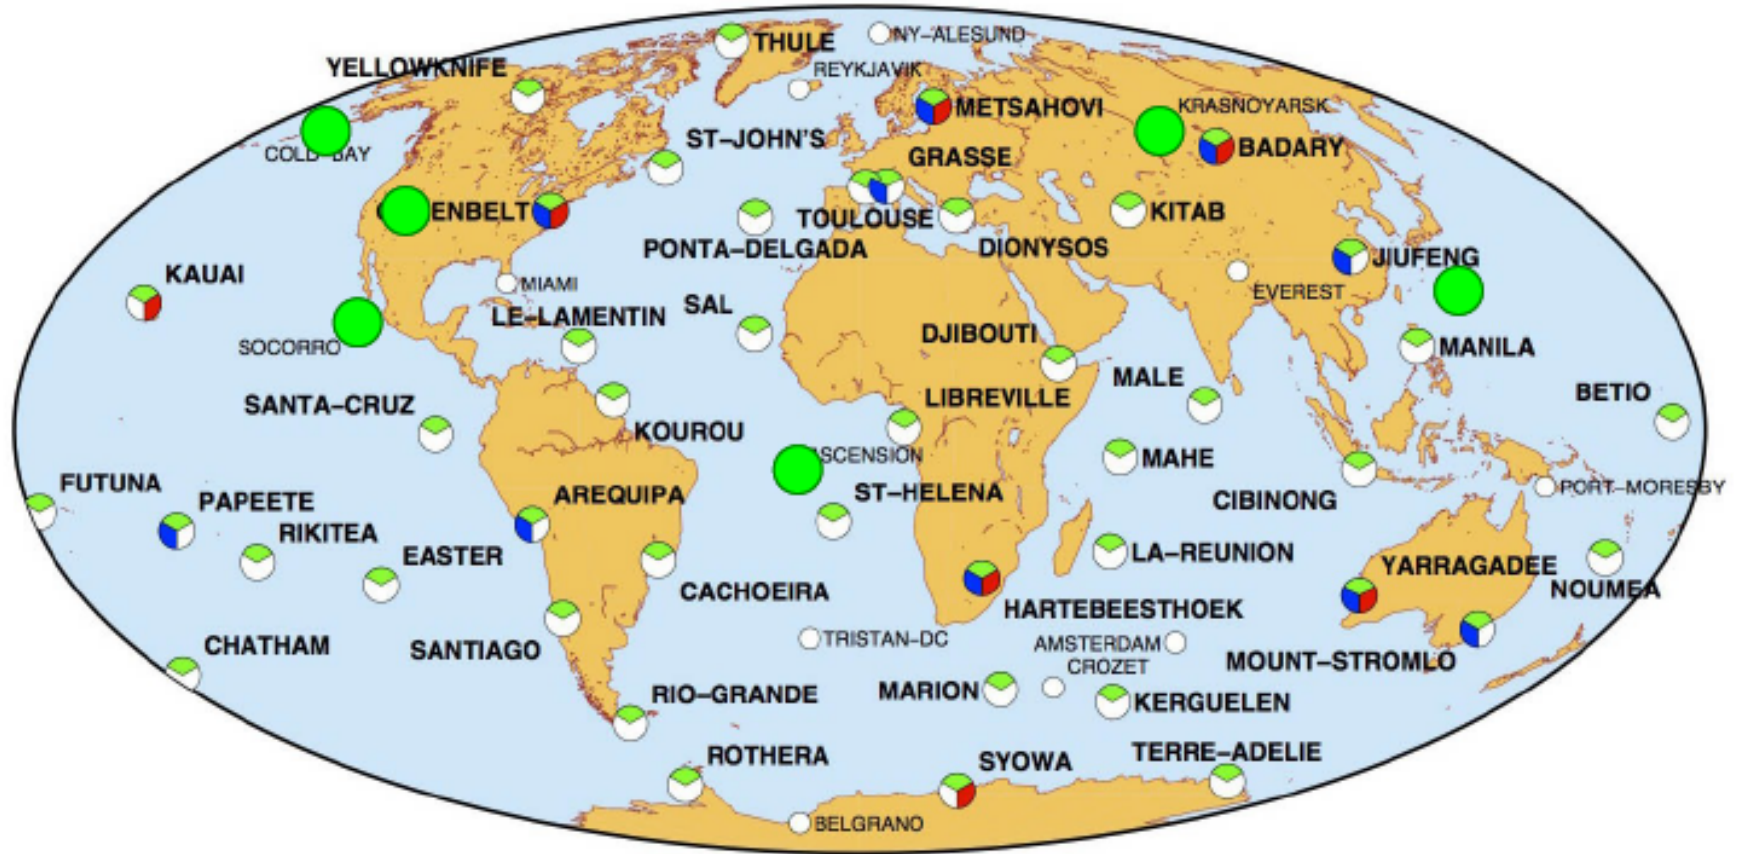 THULE
NY-ALESUND
YELLOWKNIFE
REYKJAVIK
METSAHOVI
KRASNOYARSK
ST-JOHN'S
COLD BAY
GRASSE
BADARY
ENBELT
TOULOUSE
KITAB
PONTA-DELGADA
DIONYSOS
JIUFENG
KAUAI
MIAMI
EVEREST
LE-LAMENTIN
SAL
DJIBOUTI
SOCORRO
MANILA
MALE
BETIO
SANTA-CRUZ
LIBREVILLE
KOUROU
SCENSION
MAHE
FUTUNA
PAPEETE
AREQUIPA
ST-HELENA
CIBINONG
PORT-MORESBY
RIKITEA
EASTER
LA-REUNION
YARRAGADEE
CACHOEIRA
NOUMEA
HARTEBEESTHOEK
CHATHAM
SANTIAGO
TRISTAN-DC
AMSTERDAM
CROZET
MOUNT-STROMLO
RIO-GRANDE
MARION
KERGUELEN
ROTHERA
SYOWA
TERRE-ADELIE
BELGRANO